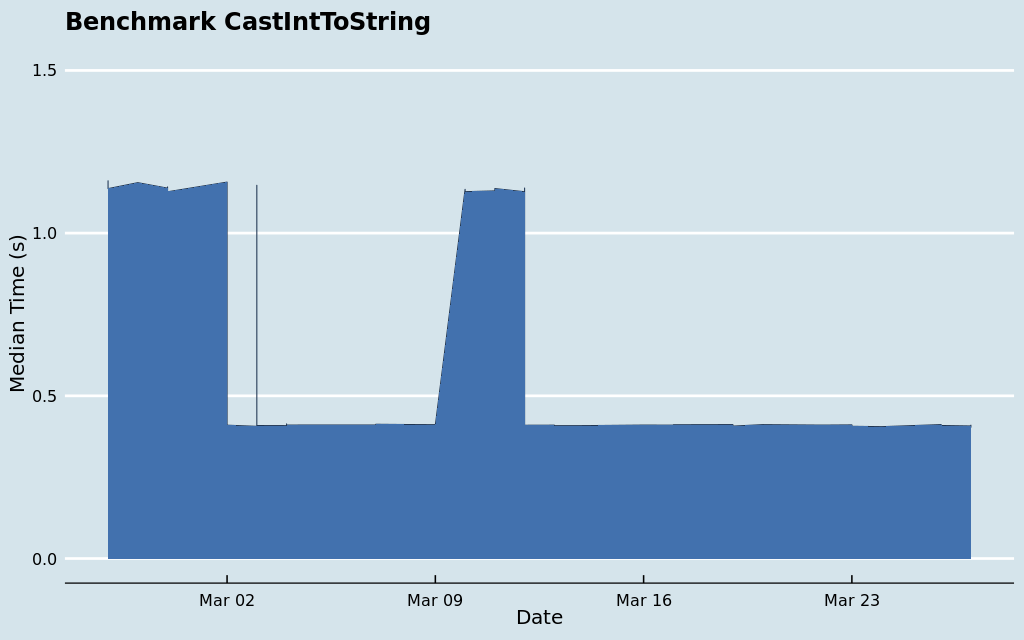 Benchmark CastIntToString
1.5
1.0
0.5
0.0
Median Time (s)
Mar 02
Mar 09
Mar 16
Mar 23
Date